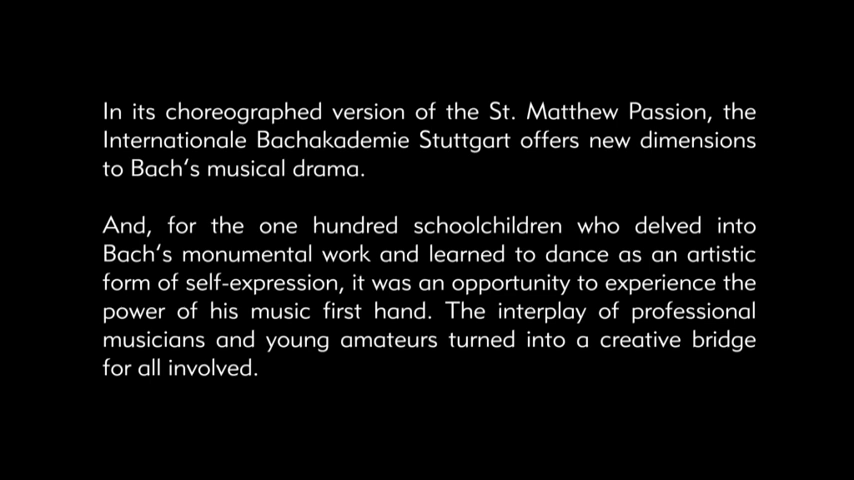 In its choreographed version of the St. Matthew Passion, the
Internationale Bachakademie Stuttgart offers new dimensions
to Bach's musical drama.
And, for the one hundred schoolchildren who delved into
Bach's monumental work and learned to dance as an artistic
form of self-expression, it was an opportunity to experience the
power of his music first hand. The interplay of professional
musicians and young amateurs turned into a creative bridge
for all involved.